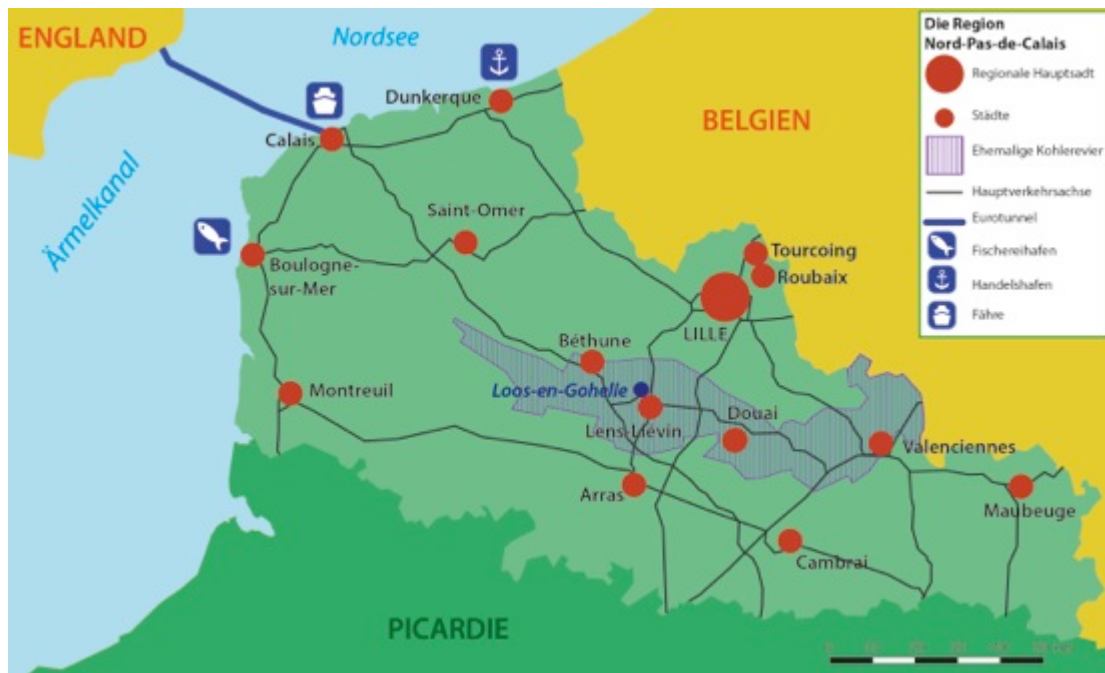 ENGLAND
Nordsee
Dunkerque
Calais
Ärmelkanal
BELGIEN
Saint-Omer
Boulogne-
sur-Mer
Tourcoing
Roubaix
LILLE
Béthune
Loos-en-Gohelle
Montreuil
Lens-Liévin
Douai
Valenciennes
Arras
Maubeuge
Cambrai
PICARDIE
Die Region
Nord-Pas-de-Calais
Regionale Hauptsadt
Städte
Ehemalige Kohlerevier
Hauptverkehrsachse
Eurotunnel
Fischereihafen
Handelshafen
Fähre